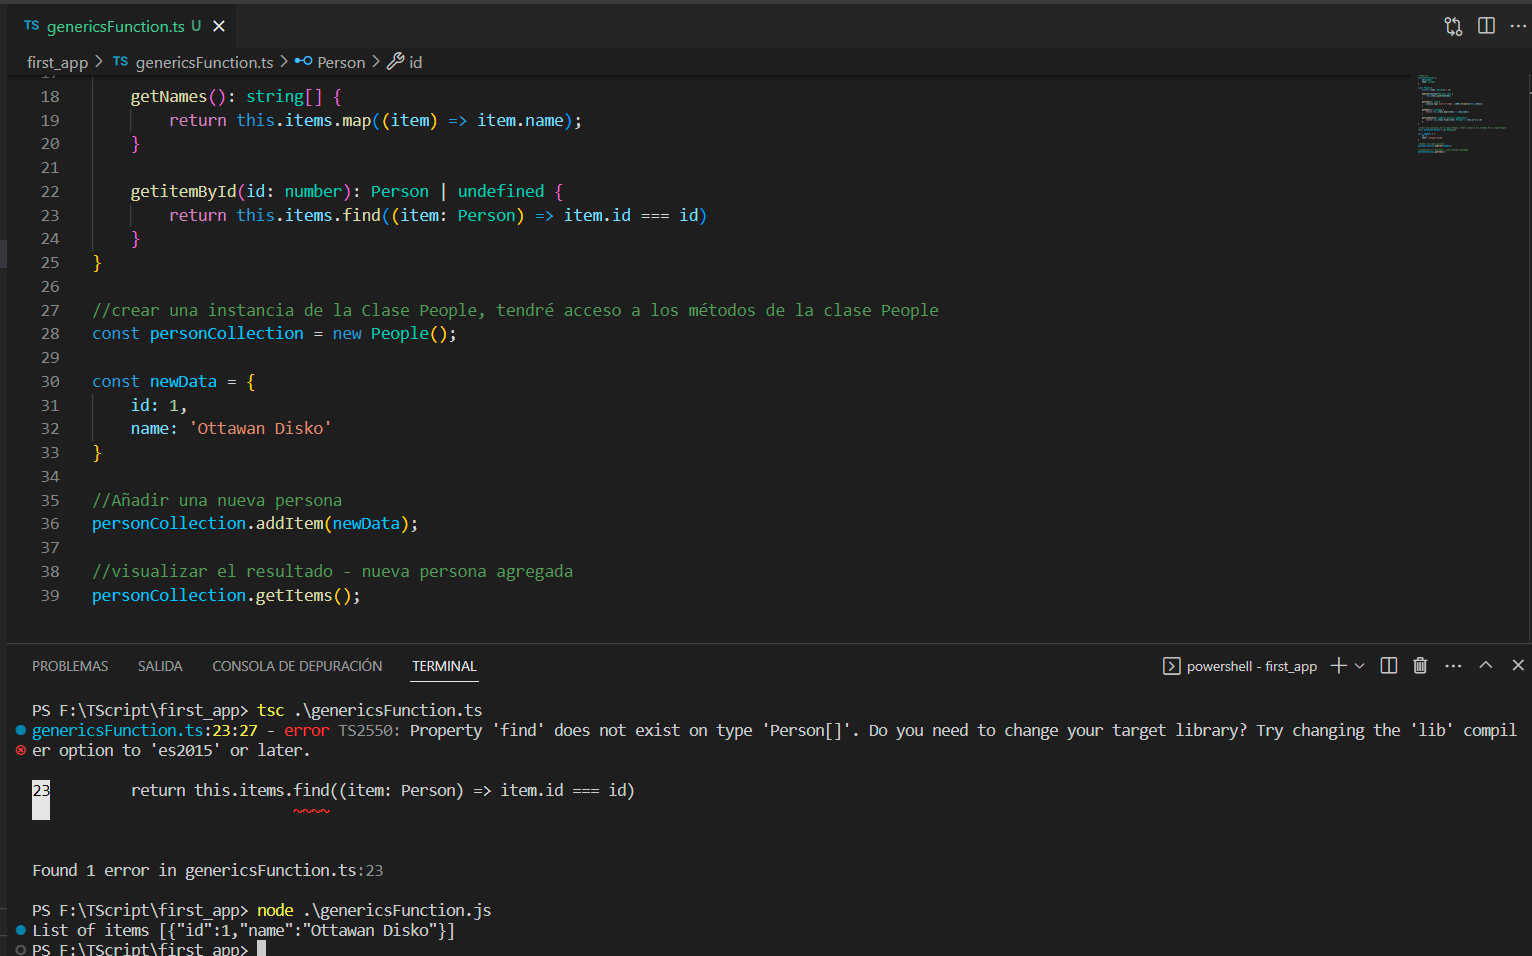 TS genericsFunction.ts U
first_app > TS genericsFunction.ts > Person > id
18 getNames(): string[] {
19 return this.items.map((item) => item.name);
20 }
21
22 getitemById(id: number): Person | undefined {
23 return this.items.find((item: Person) => item.id === id)
24 }
25 }
26
27 //crear una instancia de la Clase People, tendré acceso a los métodos de la clase People
28 const personCollection = new People();
29
30 const newData = {
31 id: 1,
32 name: 'Ottawan Disko'
33 }
34
35 //Añadir una nueva persona
36 personCollection.addItem(newData);
37
38 //visualizar el resultado - nueva persona agregada
39 personCollection.getItems();
PROBLEMAS SALIDA CONSOLA DE DEPURACIÓN TERMINAL powershell - first_app
PS F:\TScript\first_app> tsc .\genericsFunction.ts
genericsFunction.ts:23:27 - error TS2550: Property 'find' does not exist on type 'Person[]'. Do you need to change your target library? Try changing the 'lib' compil
er option to 'es2015' or later.
23 return this.items.find((item: Person) => item.id === id)
~~~~
Found 1 error in genericsFunction.ts:23
PS F:\TScript\first_app> node .\genericsFunction.js
List of items [{"id":1,"name":"Ottawan Disko"}]
PS F:\TScript\first_app>